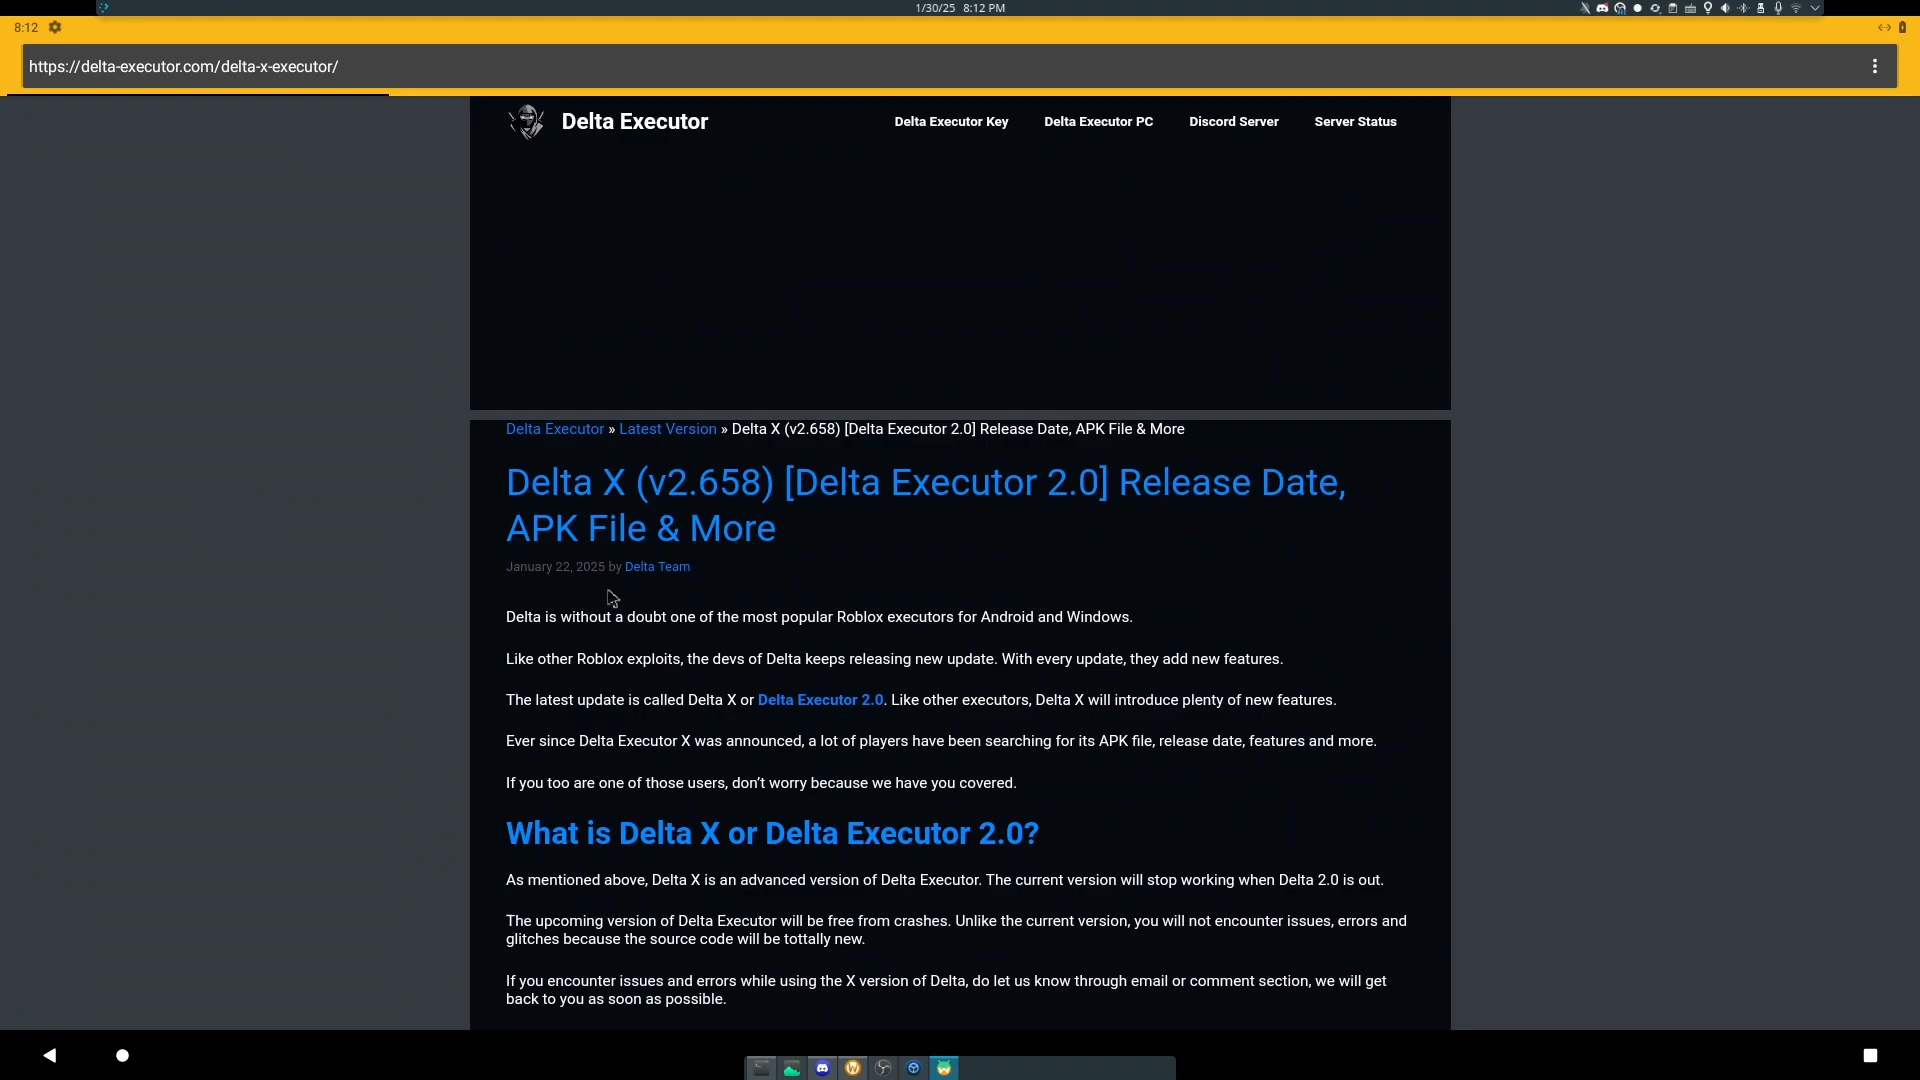 1/30/25 8:12 PM
8:12
https://delta-executor.com/delta-x-executor/
Delta Executor
Delta Executor Key
Delta Executor PC
Discord Server
Server Status
Delta Executor » Latest Version » Delta X (v2.658) [Delta Executor 2.0] Release Date, APK File & More
Delta X (v2.658) [Delta Executor 2.0] Release Date,
APK File & More
January 22, 2025 by Delta Team
Delta is without a doubt one of the most popular Roblox executors for Android and Windows.
Like other Roblox exploits, the devs of Delta keeps releasing new update. With every update, they add new features.
The latest update is called Delta X or Delta Executor 2.0. Like other executors, Delta X will introduce plenty of new features.
Ever since Delta Executor X was announced, a lot of players have been searching for its APK file, release date, features and more.
If you too are one of those users, don’t worry because we have you covered.
What is Delta X or Delta Executor 2.0?
As mentioned above, Delta X is an advanced version of Delta Executor. The current version will stop working when Delta 2.0 is out.
The upcoming version of Delta Executor will be free from crashes. Unlike the current version, you will not encounter issues, errors and
glitches because the source code will be tottally new.
If you encounter issues and errors while using the X version of Delta, do let us know through email or comment section, we will get
back to you as soon as possible.